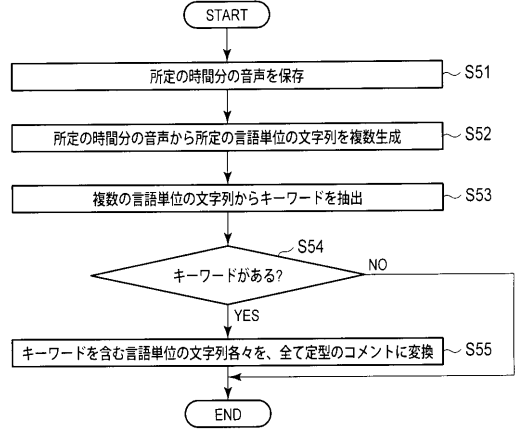 START
所定の時間分の音声を保存
S51
所定の時間分の音声から所定の言語単位の文字列を複数生成
S52
複数の言語単位の文字列からキーワードを抽出
S53
S54
キーワードがある?
NO
YES
キーワードを含む言語単位の文字列各々を、全て定型のコメントに変換
S55
END